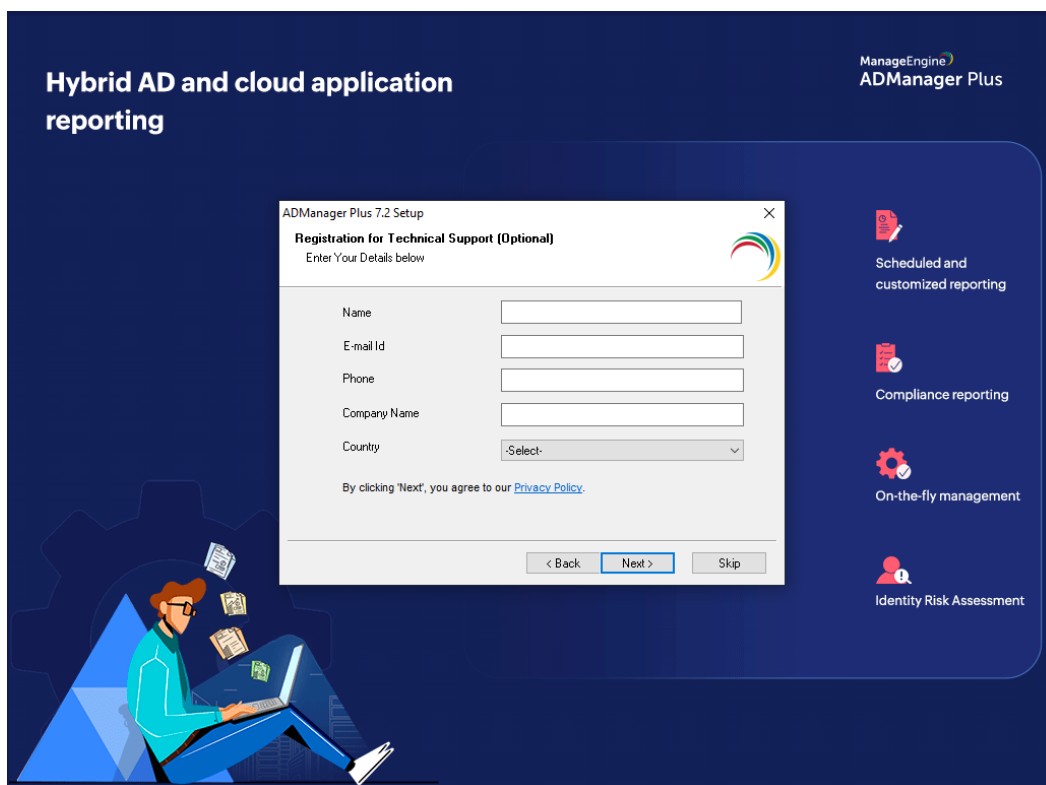 Hybrid AD and cloud application
reporting
ManageEngine
ADManager Plus
ADManager Plus 7.2 Setup
Registration for Technical Support (Optional)
Enter Your Details below
Name
E-mail Id
Phone
Company Name
Country
-Select-
By clicking 'Next', you agree to our Privacy Policy.
< Back
Next >
Skip
Scheduled and
customized reporting
Compliance reporting
On-the-fly management
Identity Risk Assessment